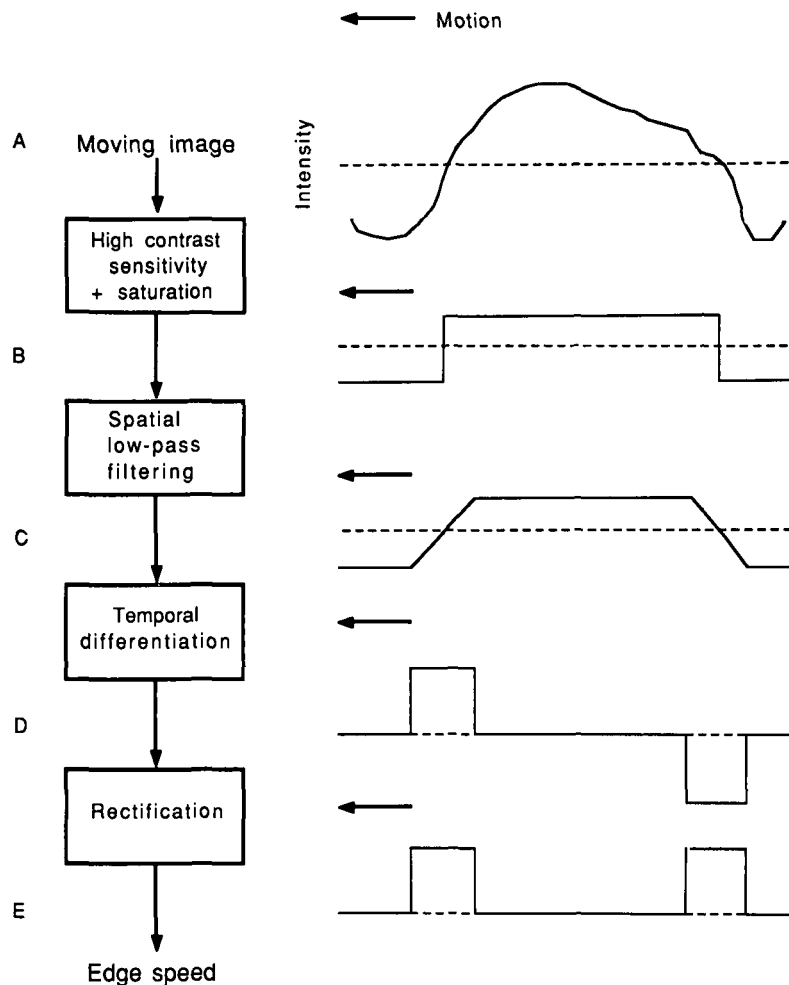 Motion
A
Moving image
Intensity
High contrast
sensitivity
+ saturation
B
Spatial
low-pass
filtering
C
Temporal
differentiation
D
Rectification
E
Edge speed